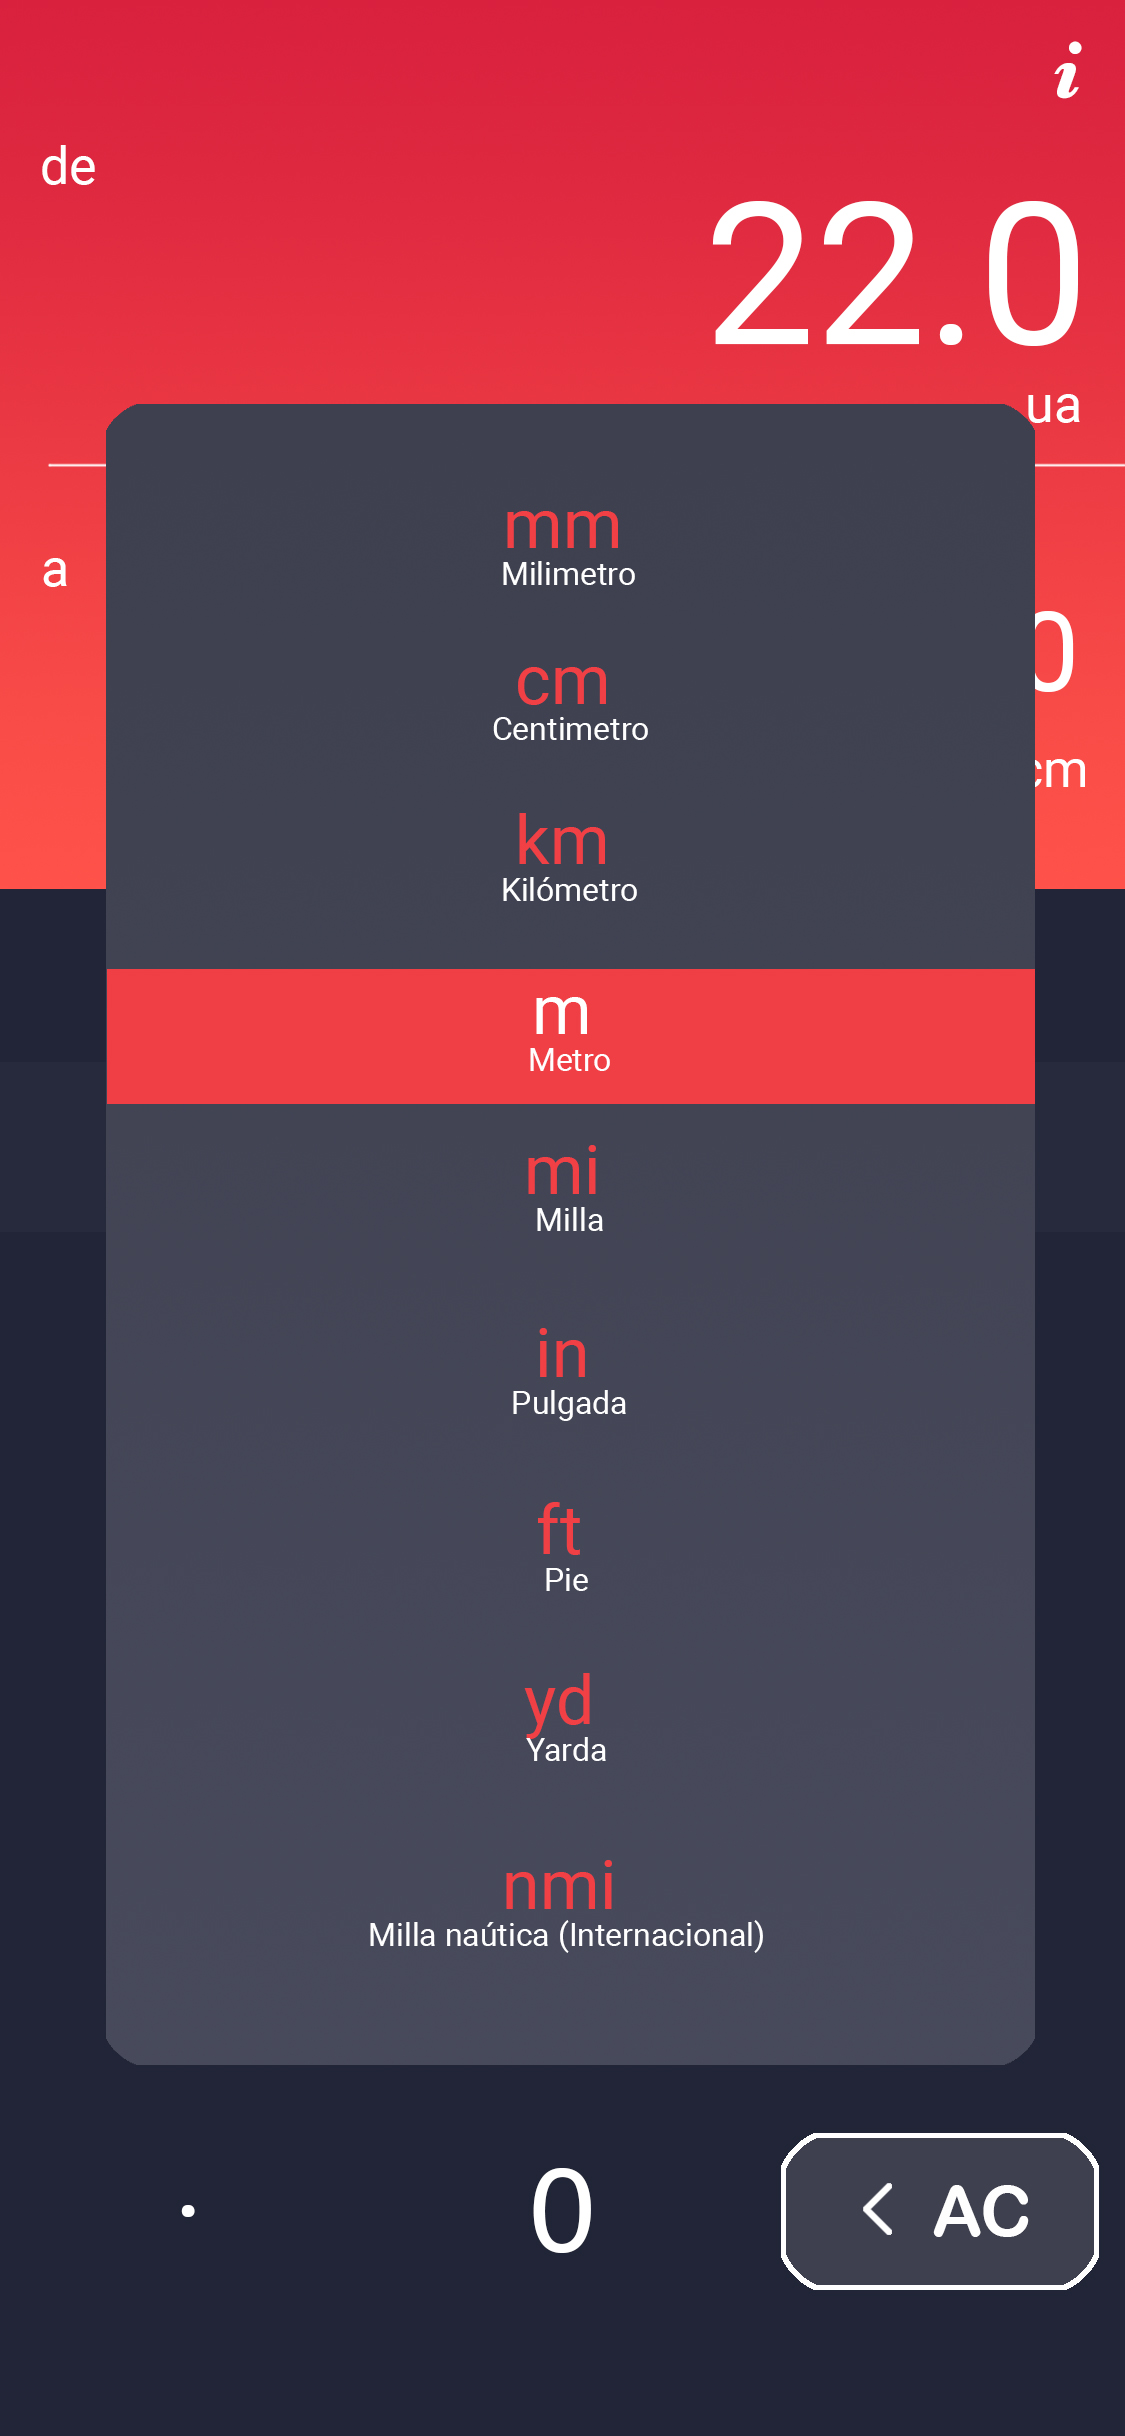 i
de
22.0
ua
a
0
cm
mm
Milimetro
cm
Centimetro
km
Kilómetro
m
Metro
mi
Milla
in
Pulgada
ft
Pie
yd
Yarda
nmi
Milla naútica (Internacional)
.
0
AC